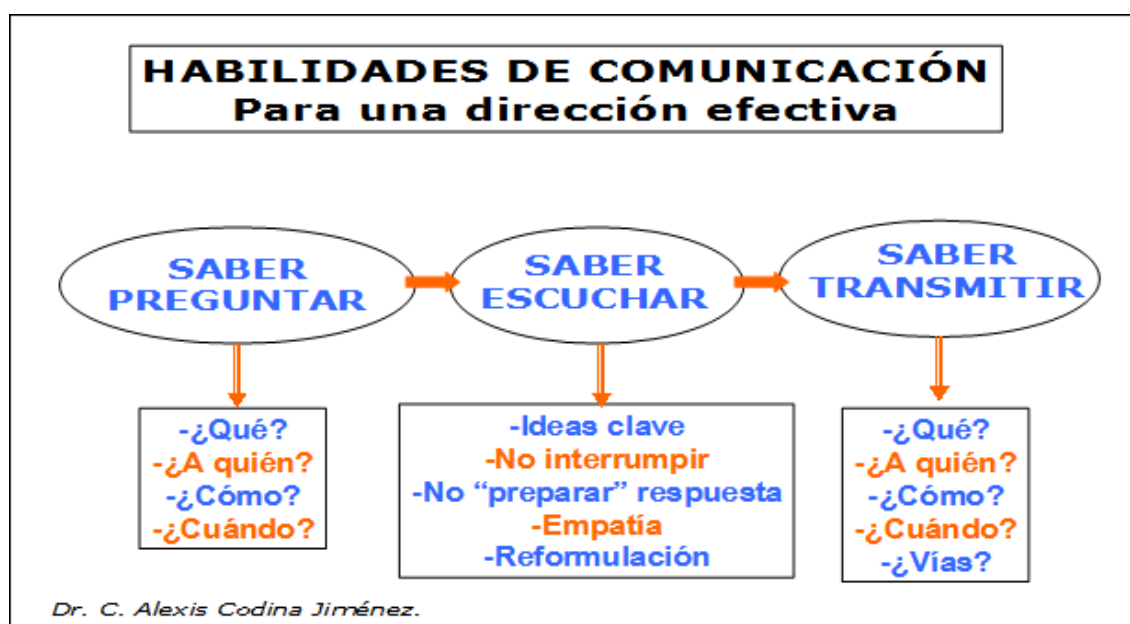 HABILIDADES DE COMUNICACIÓN
Para una dirección efectiva
SABER
PREGUNTAR
SABER
ESCUCHAR
SABER
TRANSMITIR
-¿Qué?
-¿A quién?
-¿Cómo?
-¿Cuándo?
-Ideas clave
-No interrumpir
-No “preparar” respuesta
-Empatía
-Reformulación
-¿Qué?
-¿A quién?
-¿Cómo?
-¿Cuándo?
-¿Vías?
Dr. C. Alexis Codina Jiménez.